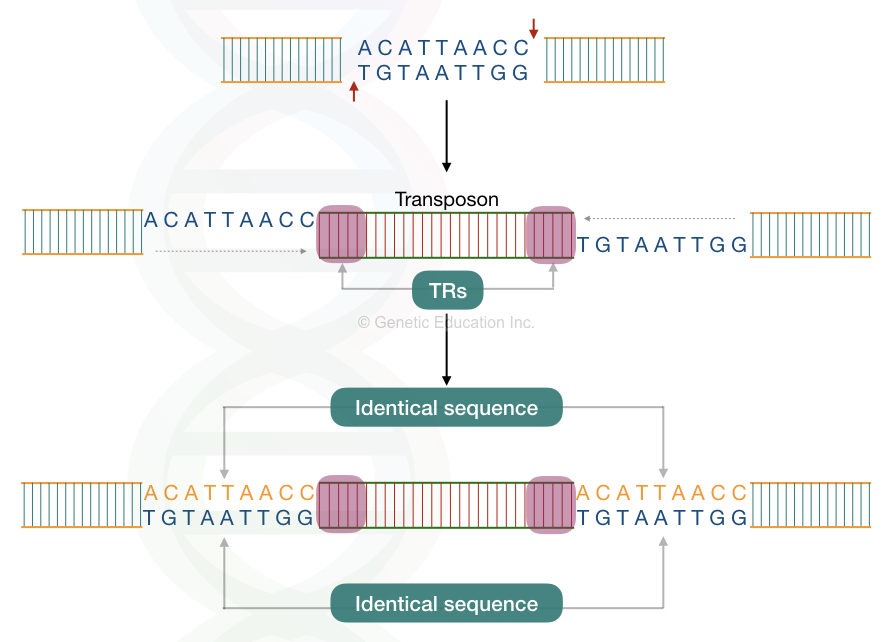 ACATTAACC
TGTAATTGG
Transposon
ACATTAACC
TGTAATTGG
TRs
© Genetic Education Inc.
Identical sequence
ACATTAACC ACATTAACC
TGTAATTGG TGTAATTGG
Identical sequence